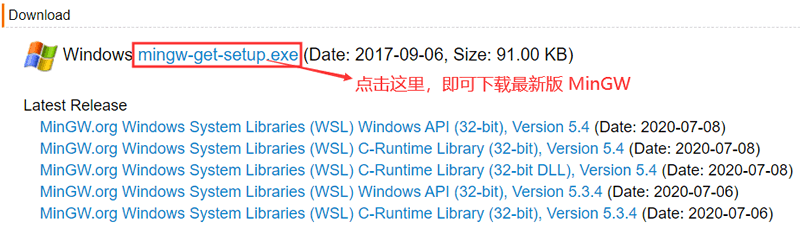 Download
Windows mingw-get-setup.exe (Date: 2017-09-06, Size: 91.00 KB)
点击这里，即可下载最新版 MinGW
Latest Release
MinGW.org Windows System Libraries (WSL) Windows API (32-bit), Version 5.4 (Date: 2020-07-08)
MinGW.org Windows System Libraries (WSL) C-Runtime Library (32-bit), Version 5.4 (Date: 2020-07-08)
MinGW.org Windows System Libraries (WSL) C-Runtime Library (32-bit DLL), Version 5.4 (Date: 2020-07-08)
MinGW.org Windows System Libraries (WSL) Windows API (32-bit), Version 5.3.4 (Date: 2020-07-06)
MinGW.org Windows System Libraries (WSL) C-Runtime Library (32-bit), Version 5.3.4 (Date: 2020-07-06)